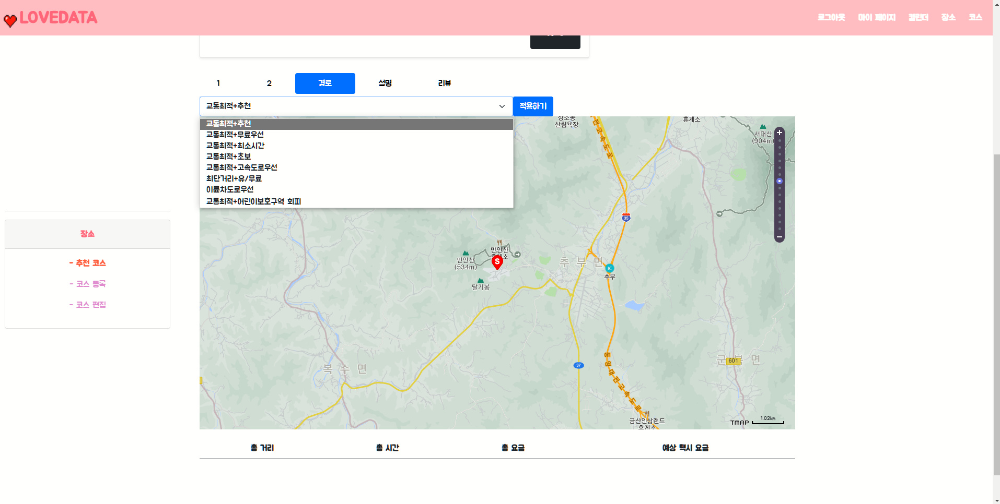 LOVEDATA
로그아웃 마이 페이지 캘린더 장소 코스
1 2 경로 설명 리뷰
교통최적+추천 적용하기
교통최적+추천
교통최적+무료우선
교통최적+최소시간
교통최적+초보
교통최적+고속도로우선
최단거리+유/무료
이륜차도로우선
교통최적+어린이보호구역 회피
장소
- 추천 코스
- 코스 등록
- 코스 편집
산림욕장
휴게소
서대산
(904m)
35
만인산
S
만인산
(534m)
달기봉
추부면
IC
추부
복수면
37
통영대전고속도로
601
금산인삼랜드
휴게소
TMAP 1.02km
총 거리 총 시간 총 요금 예상 택시 요금